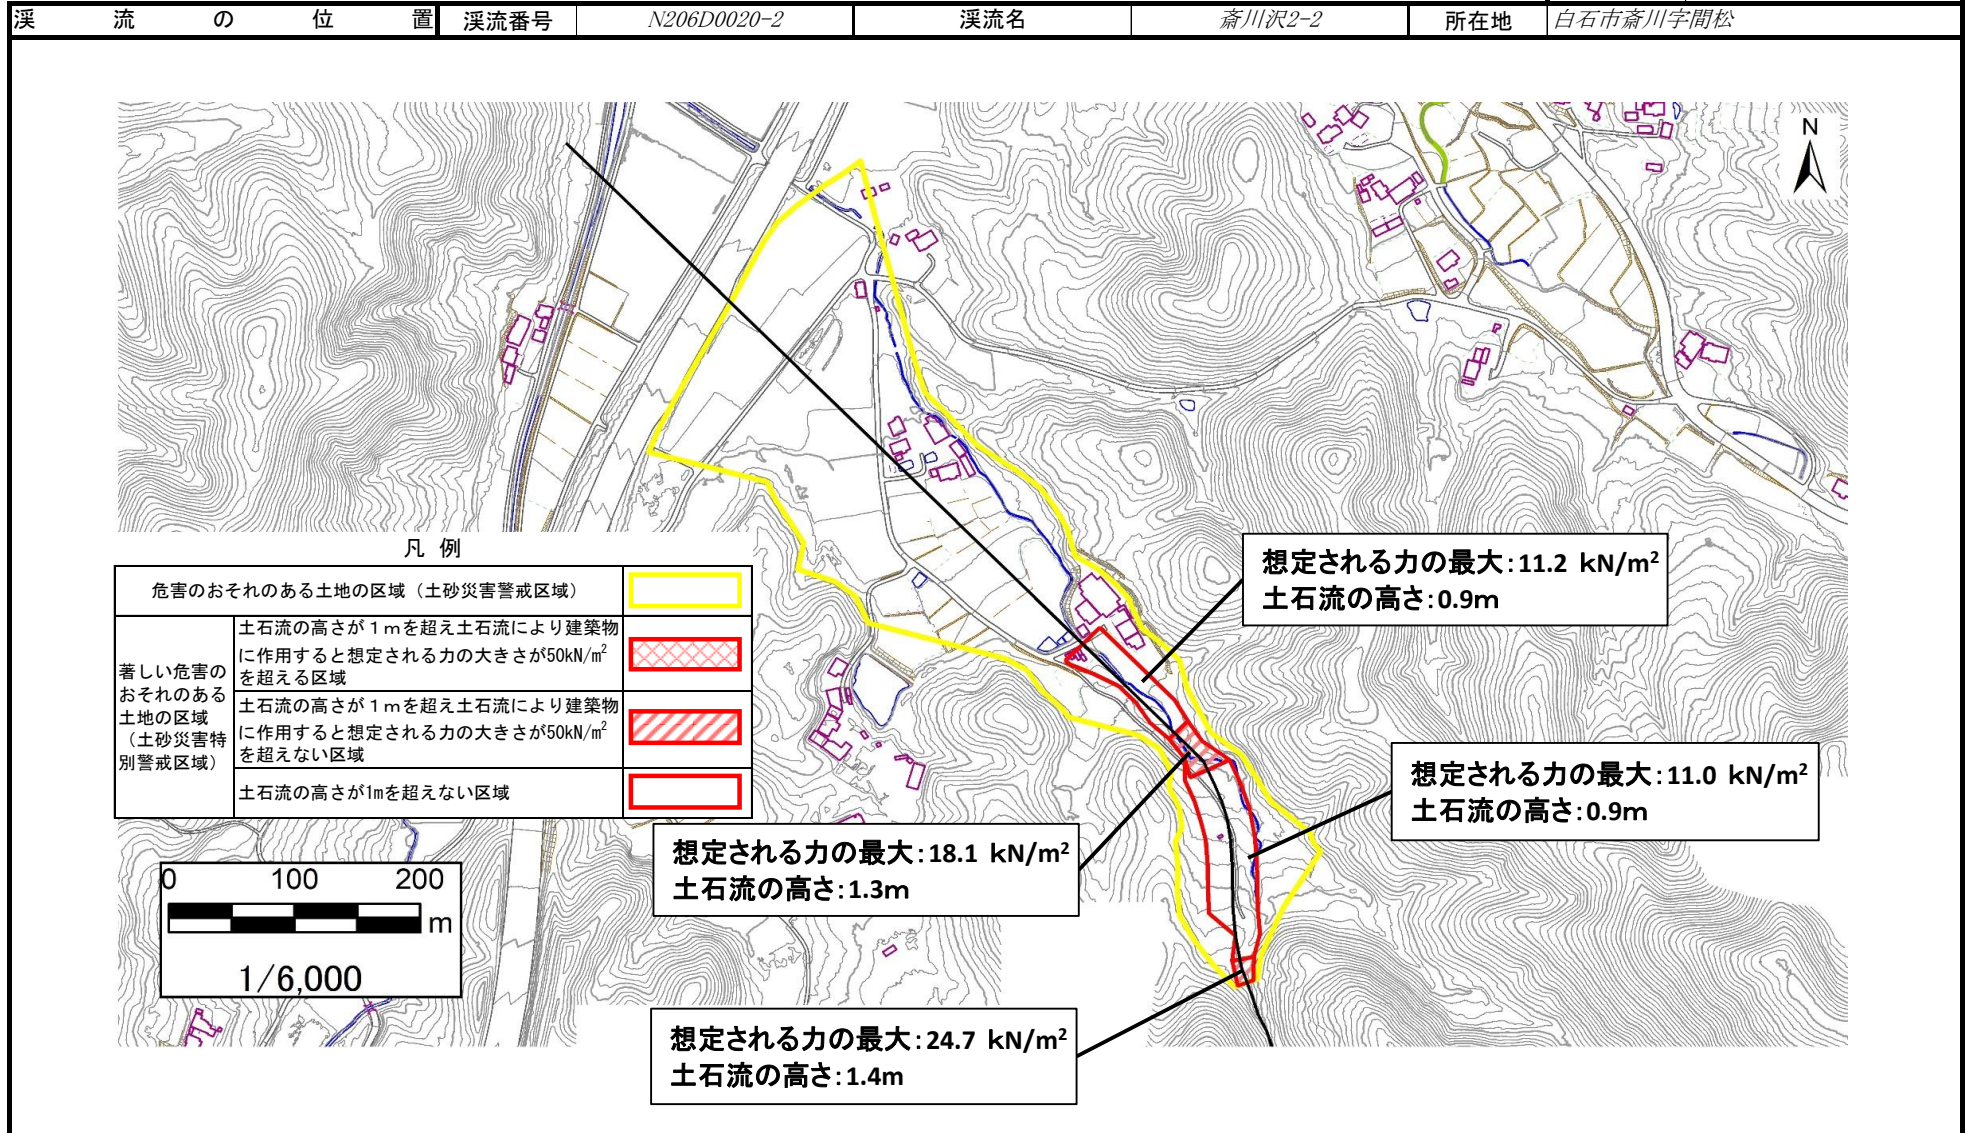 渓流の位置 渓流番号 N206D0020-2 渓流名 斎川沢2-2 所在地 白石市斎川字間松
N
想定される力の最大:11.2 kN/m²
土石流の高さ:0.9m
凡 例
危害のおそれのある土地の区域（土砂災害警戒区域）
著しい危害の
おそれのある
土地の区域
（土砂災害特
別警戒区域）
土石流の高さが１ｍを超え土石流により建築物
に作用すると想定される力の大きさが50kN/㎡
を超える区域
土石流の高さが１ｍを超え土石流により建築物
に作用すると想定される力の大きさが50kN/㎡
を超えない区域
土石流の高さが1mを超えない区域
想定される力の最大:11.0 kN/m²
土石流の高さ:0.9m
想定される力の最大:18.1 kN/m²
土石流の高さ:1.3m
0 100 200
m
1/6,000
想定される力の最大:24.7 kN/m²
土石流の高さ:1.4m